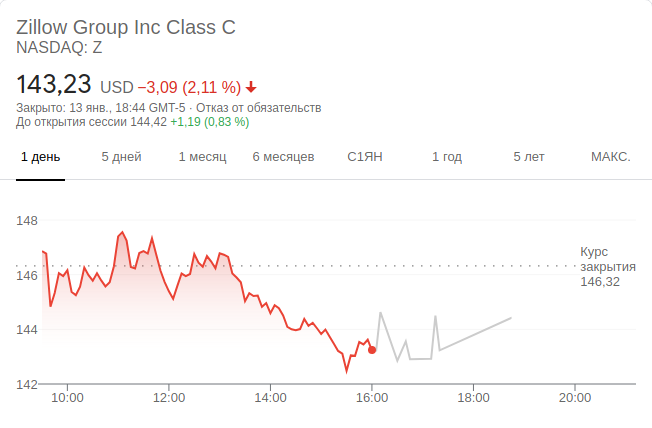 Zillow Group Inc Class C
NASDAQ: Z
143,23 USD −3,09 (2,11 %)
Закрыто: 13 янв., 18:44 GMT-5 · Отказ от обязательств
До открытия сессии 144,42 +1,19 (0,83 %)
1 день 5 дней 1 месяц 6 месяцев С1ЯН 1 год 5 лет МАКС.
148
146
144
142
Курс
закрытия
146,32
10:00 12:00 14:00 16:00 18:00 20:00